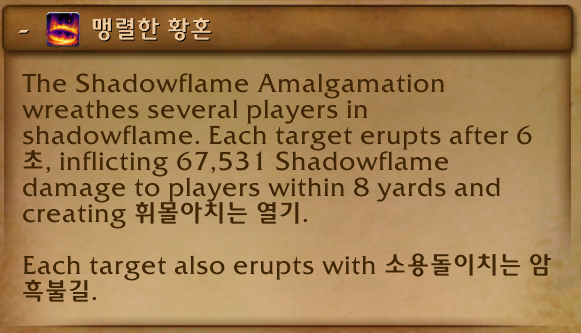 - 맹렬한 황혼
The Shadowflame Amalgamation
wreathes several players in
shadowflame. Each target erupts after 6
초, inflicting 67,531 Shadowflame
damage to players within 8 yards and
creating 휘몰아치는 열기.
Each target also erupts with 소용돌이치는 암
흑불길.